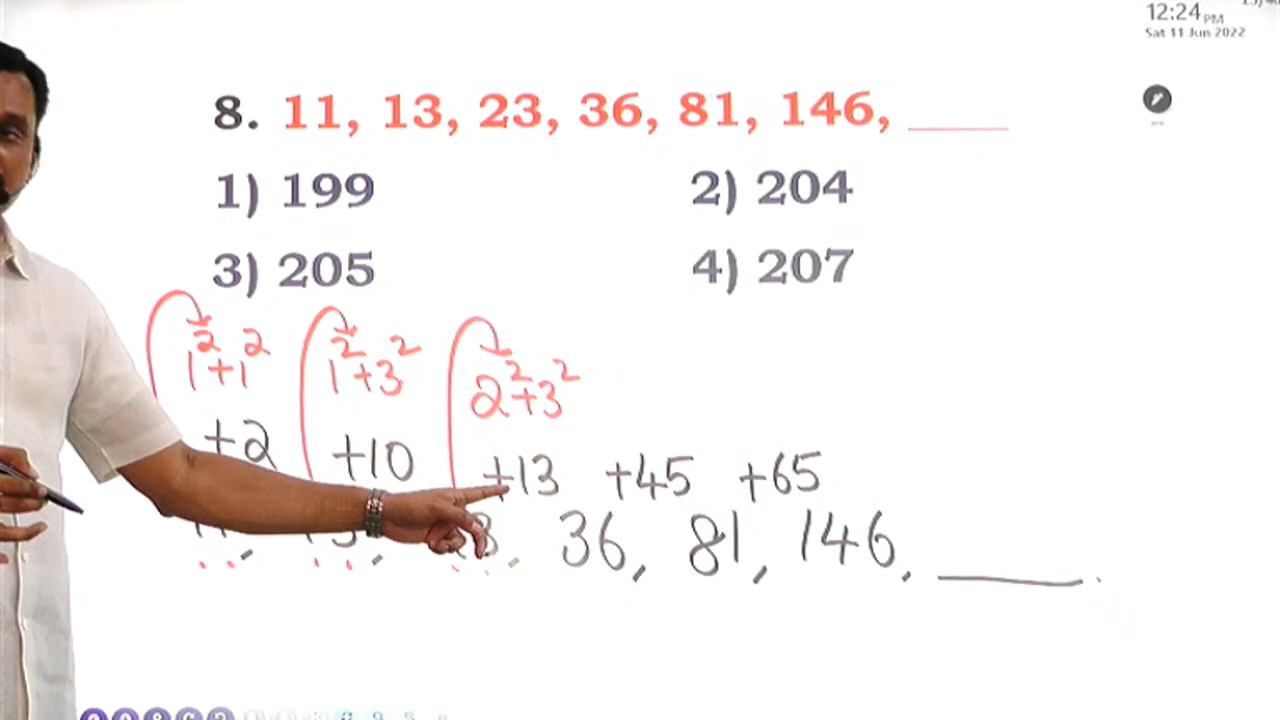 12:24 PM
Sat 11 Jun 2022
8. 11, 13, 23, 36, 81, 146, ____
1) 199 2) 204
3) 205 4) 207
1²+1² 1²+3² 2²+3²
+2 +10 +13 +45 +65
36, 81, 146, ____